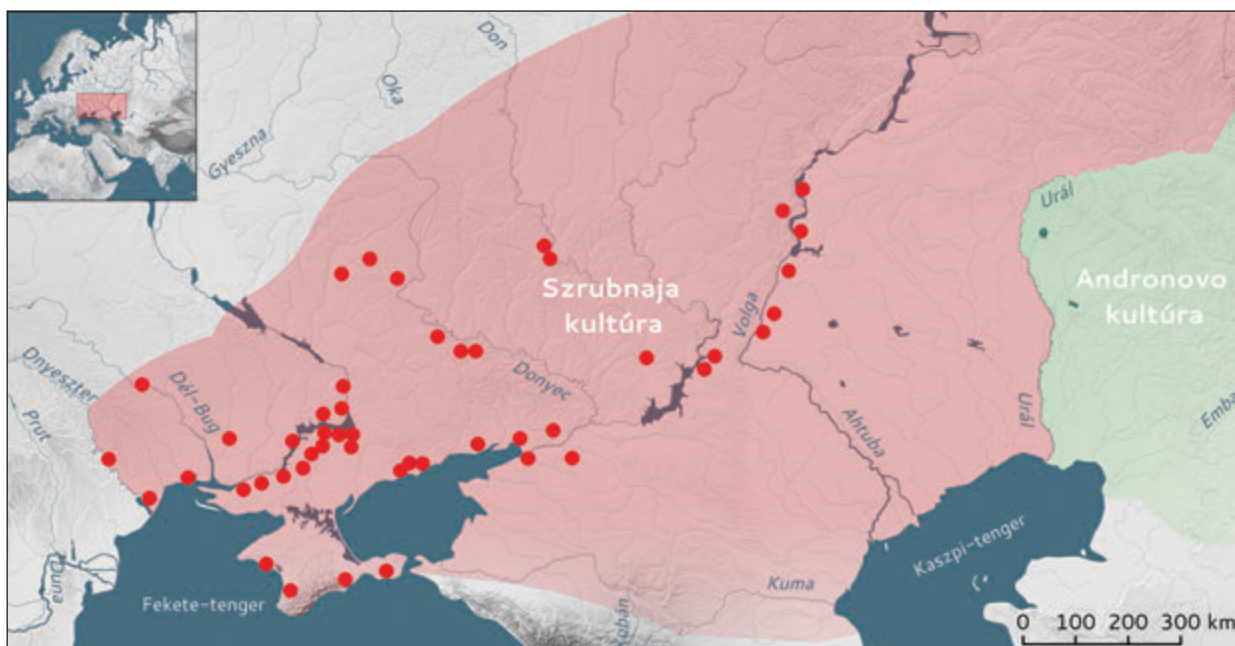 Don
Oka
Gyeszna
Urál
Szrubnaja
kultúra
Volga
Andronovo
kultúra
Dnyeszter
Dél-Bug
Prut
Donyec
Ahtuba
Urál
Emba
Duna
Fekete-tenger
Kaszpi-tenger
Kuma
Kubán
0 100 200 300 km